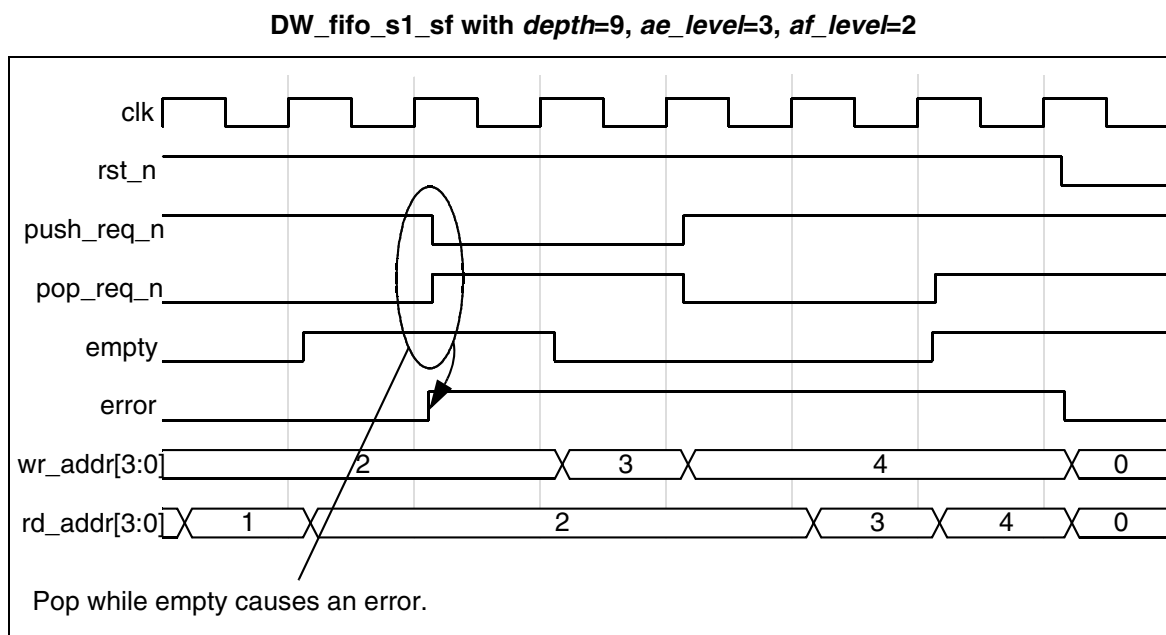 DW_fifo_s1_sf with depth=9, ae_level=3, af_level=2
clk
rst_n
push_req_n
pop_req_n
empty
error
wr_addr[3:0] 2 3 4 0
rd_addr[3:0] 1 2 3 4 0
Pop while empty causes an error.